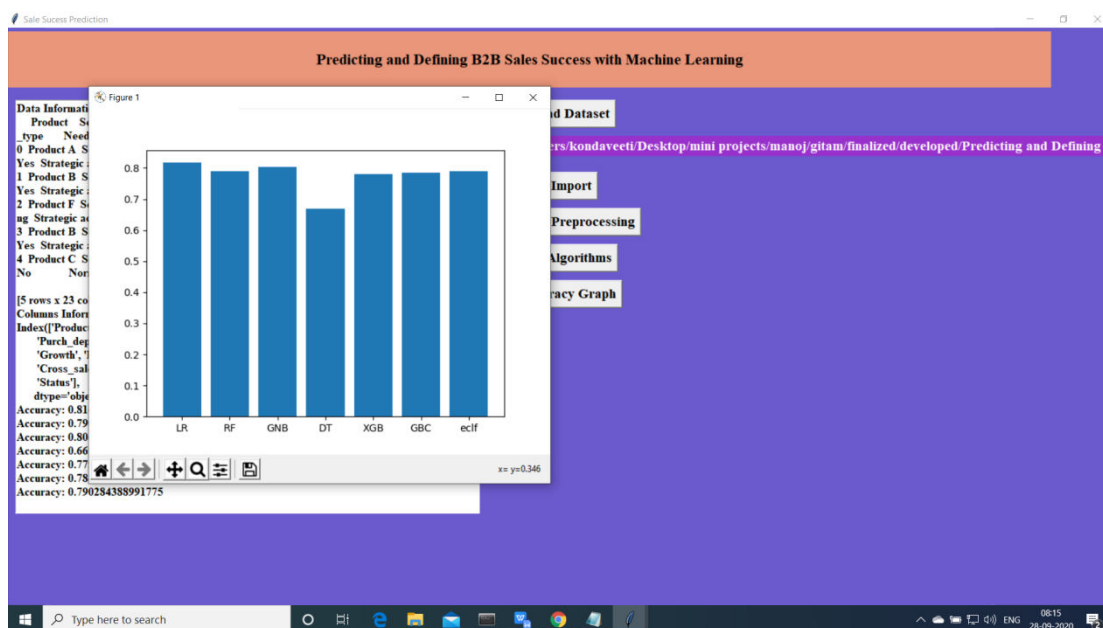 Sale Sucess Prediction
Predicting and Defining B2B Sales Success with Machine Learning
Figure 1
Data Informati
Product
_type Need
0 Product A S
Yes Strategic
1 Product B S
Yes Strategic
2 Product F
ng Strategic
3 Product B S
Yes Strategic
4 Product C S
No
[5 rows x 23 co
Columns Infor
Index(['Produc
'Purch_dep
'Growth',
'Cross_sal
'Status'],
dtype='obje
Accuracy: 0.81
Accuracy: 0.79
Accuracy: 0.80
Accuracy: 0.66
Accuracy: 0.77
Accuracy: 0.78
Accuracy: 0.790284388991775
0.8
0.7
0.6
0.5
0.4
0.3
0.2
0.1
0.0
LR RF GNB DT XGB GBC eclf
x= y=0.346
d Dataset
ers/kondaveeti/Desktop/mini projects/manoj/gitam/finalized/developed/Predicting and Defining
Import
Preprocessing
Algorithms
racy Graph
Type here to search
ENG
08:15
28-09-2020